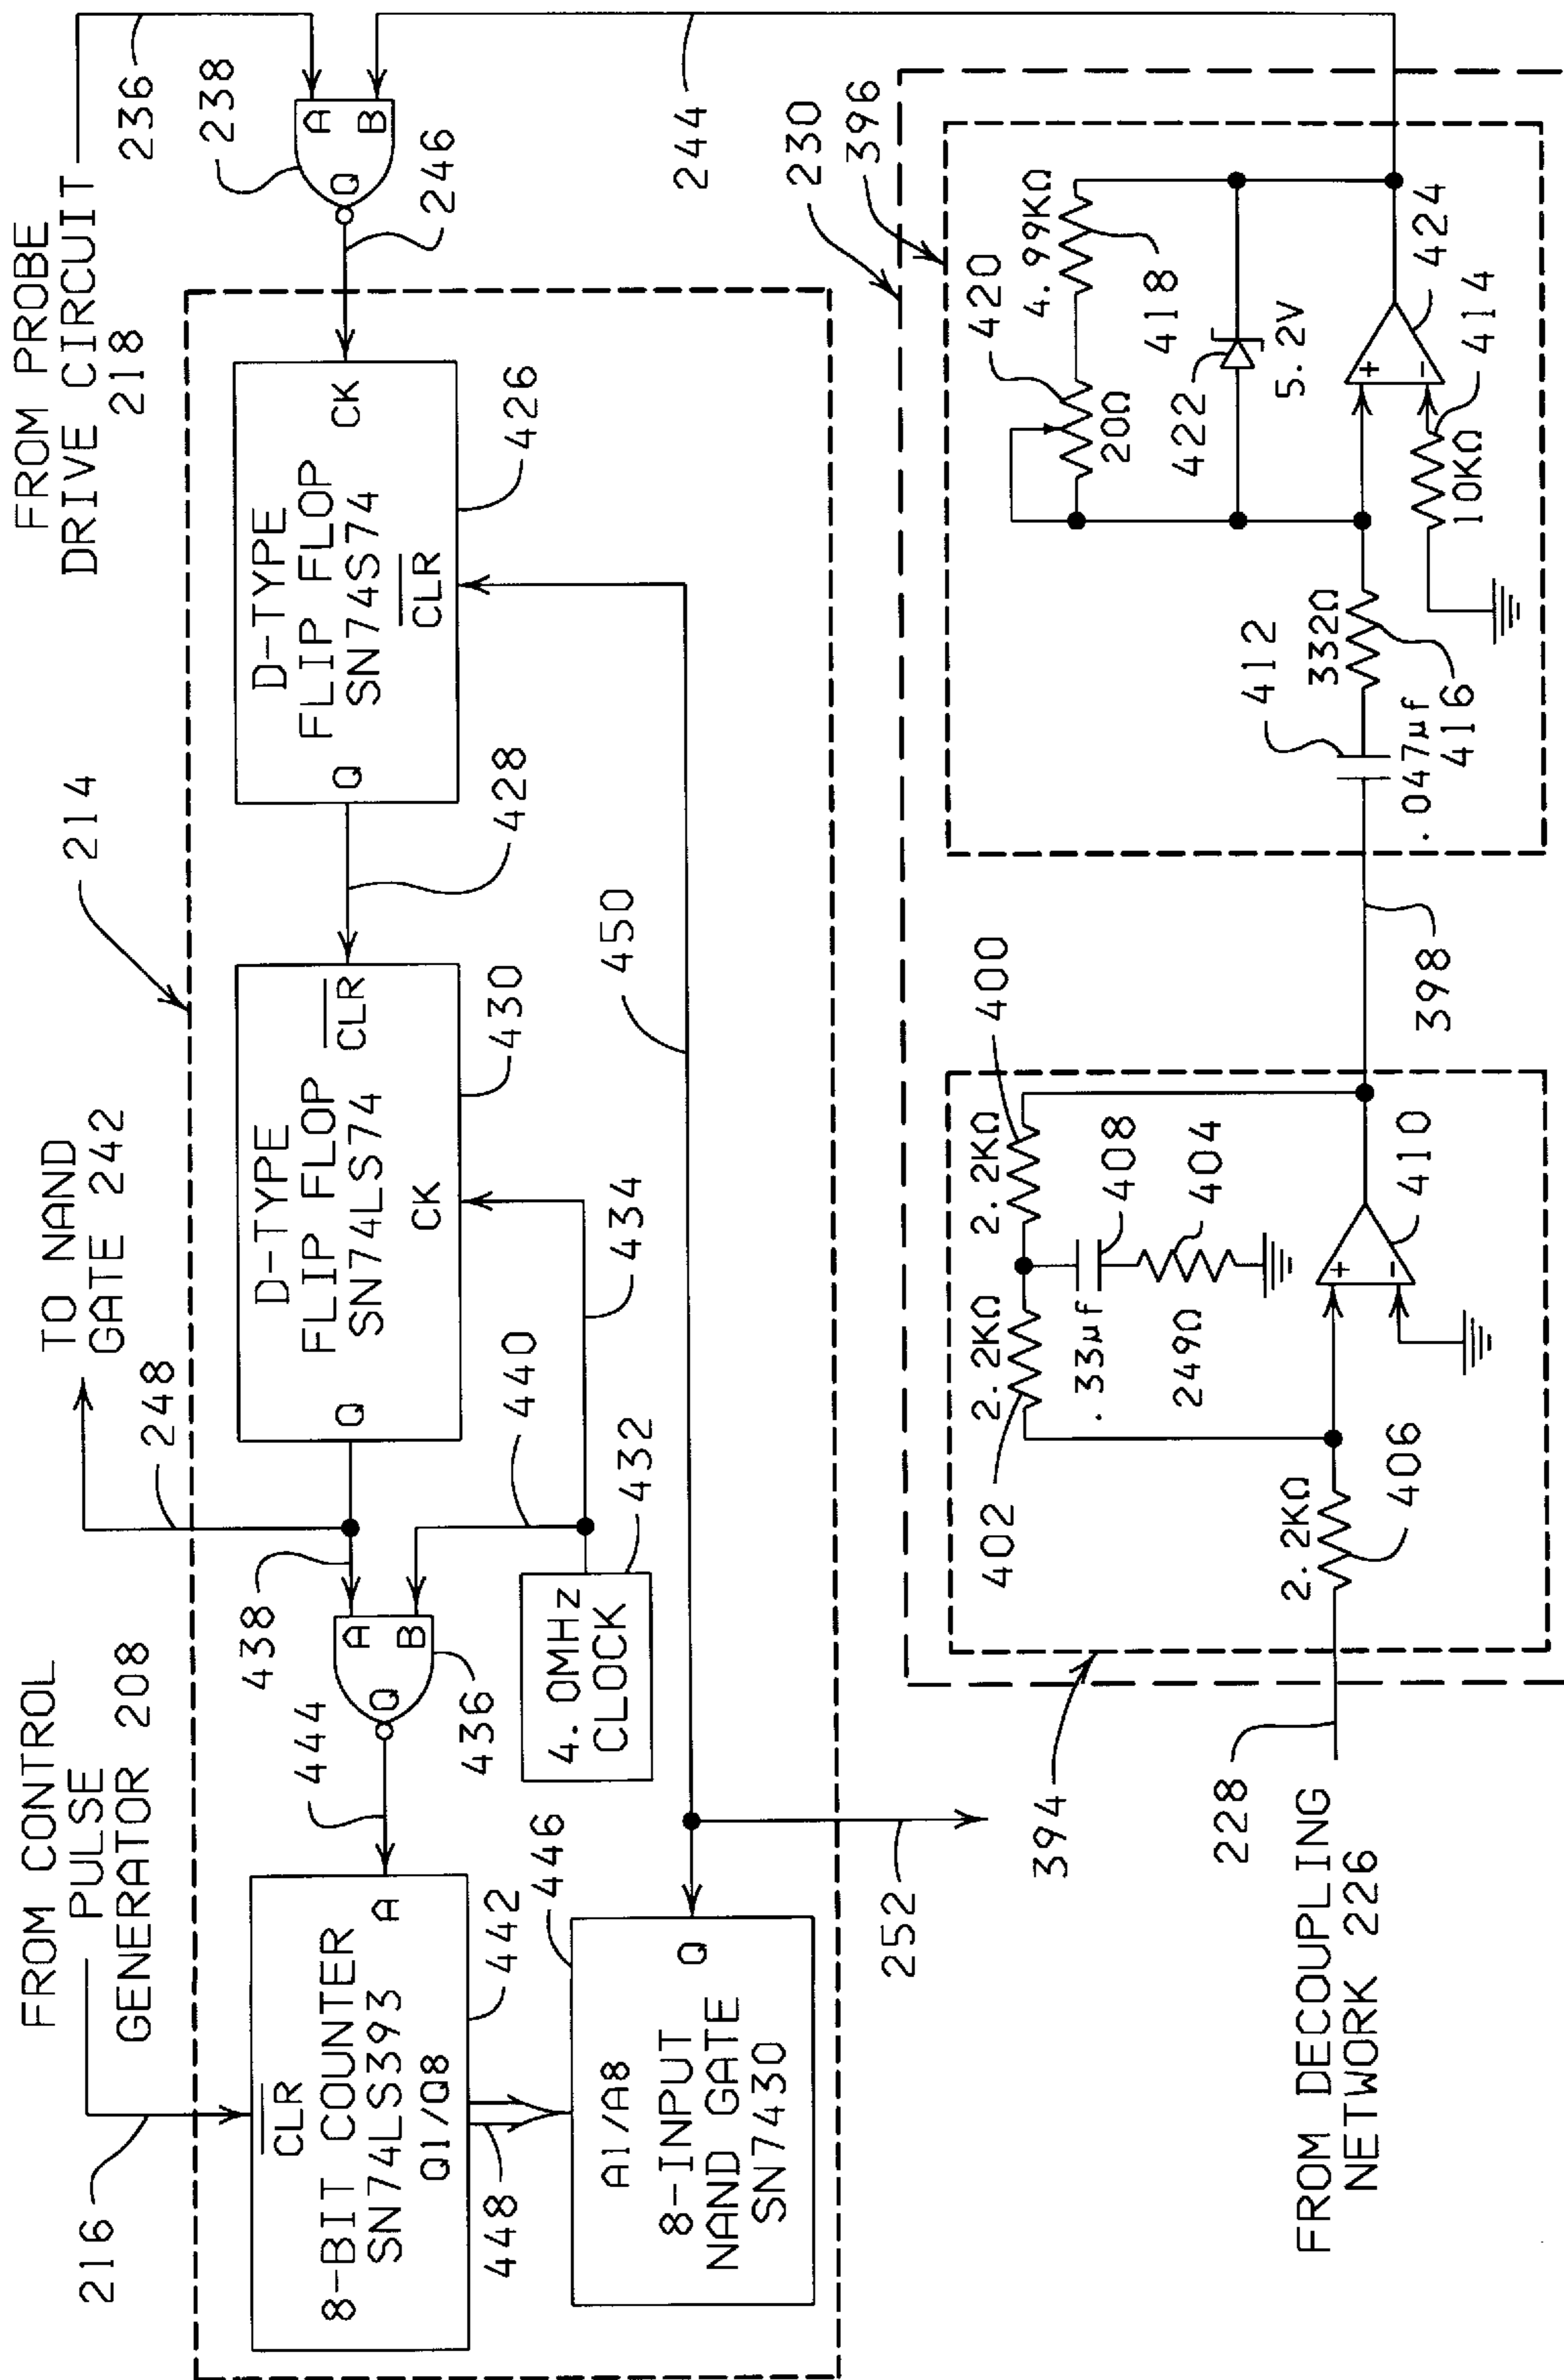 FROM CONTROL
PULSE
GENERATOR 208
216
TO NAND
GATE 242
248
214
FROM PROBE
DRIVE CIRCUIT
218
236
238
A
B
Q
246
244
CLR
8-BIT COUNTER
SN74LS393
A
Q1/Q8
442
444
438
A
B
Q
436
440
D-TYPE
FLIP FLOP
SN74LS74
CLR
CK
Q
430
428
D-TYPE
FLIP FLOP
SN74S74
CK
CLR
Q
426
434
4.0MHz
CLOCK
432
448
446
A1/A8
Q
8-INPUT
NAND GATE
SN7430
450
252
394
230
396
FROM DECOUPLING
NETWORK 226
228
2.2KΩ
406
402
2.2KΩ
2.2KΩ
400
.33µf
408
249Ω
404
+
-
410
398
412
.047µf
332Ω
416
420
20Ω
4.99KΩ
418
422
5.2V
+
-
424
10KΩ
414